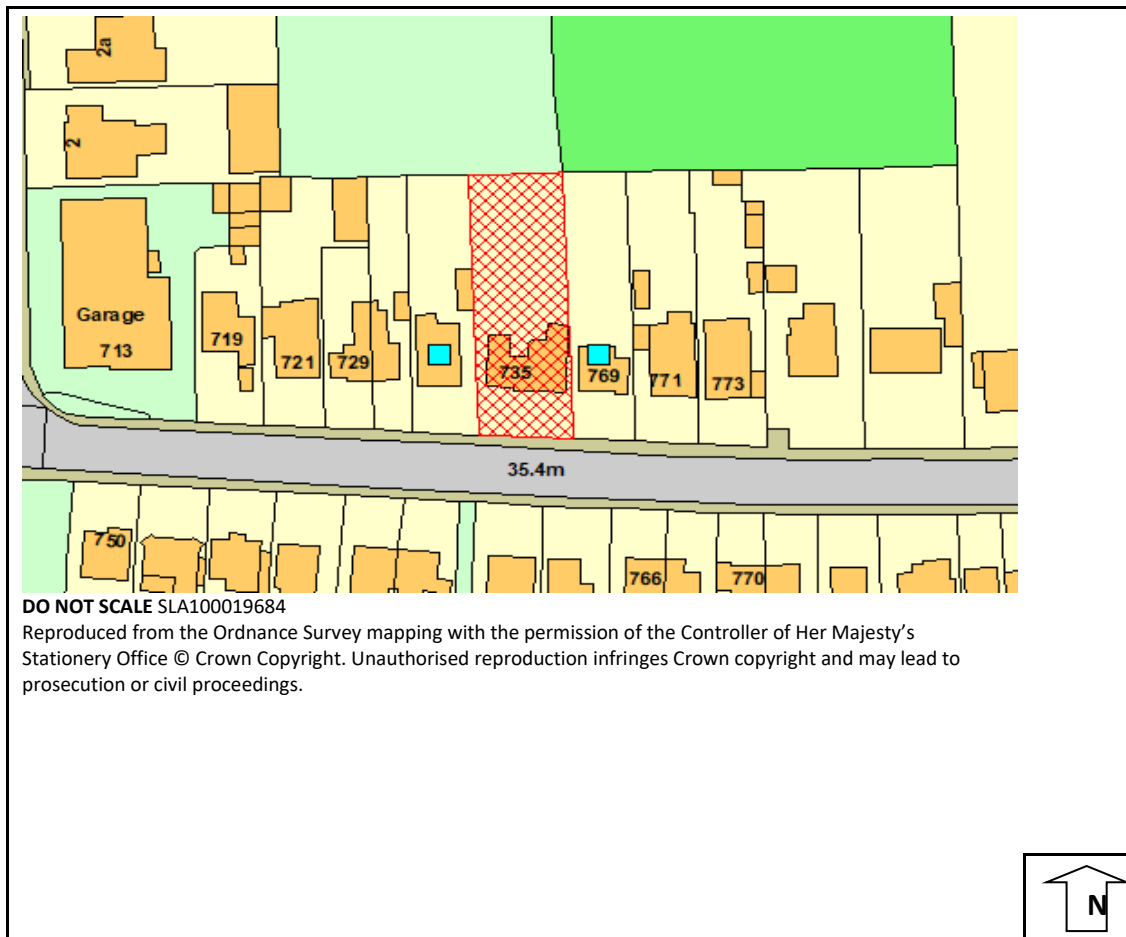 2a
2
Garage
713
719
721
729
735
769
771
773
35.4m
750
766
770
DO NOT SCALE SLA100019684
Reproduced from the Ordnance Survey mapping with the permission of the Controller of Her Majesty’s
Stationery Office © Crown Copyright. Unauthorised reproduction infringes Crown copyright and may lead to
prosecution or civil proceedings.
N